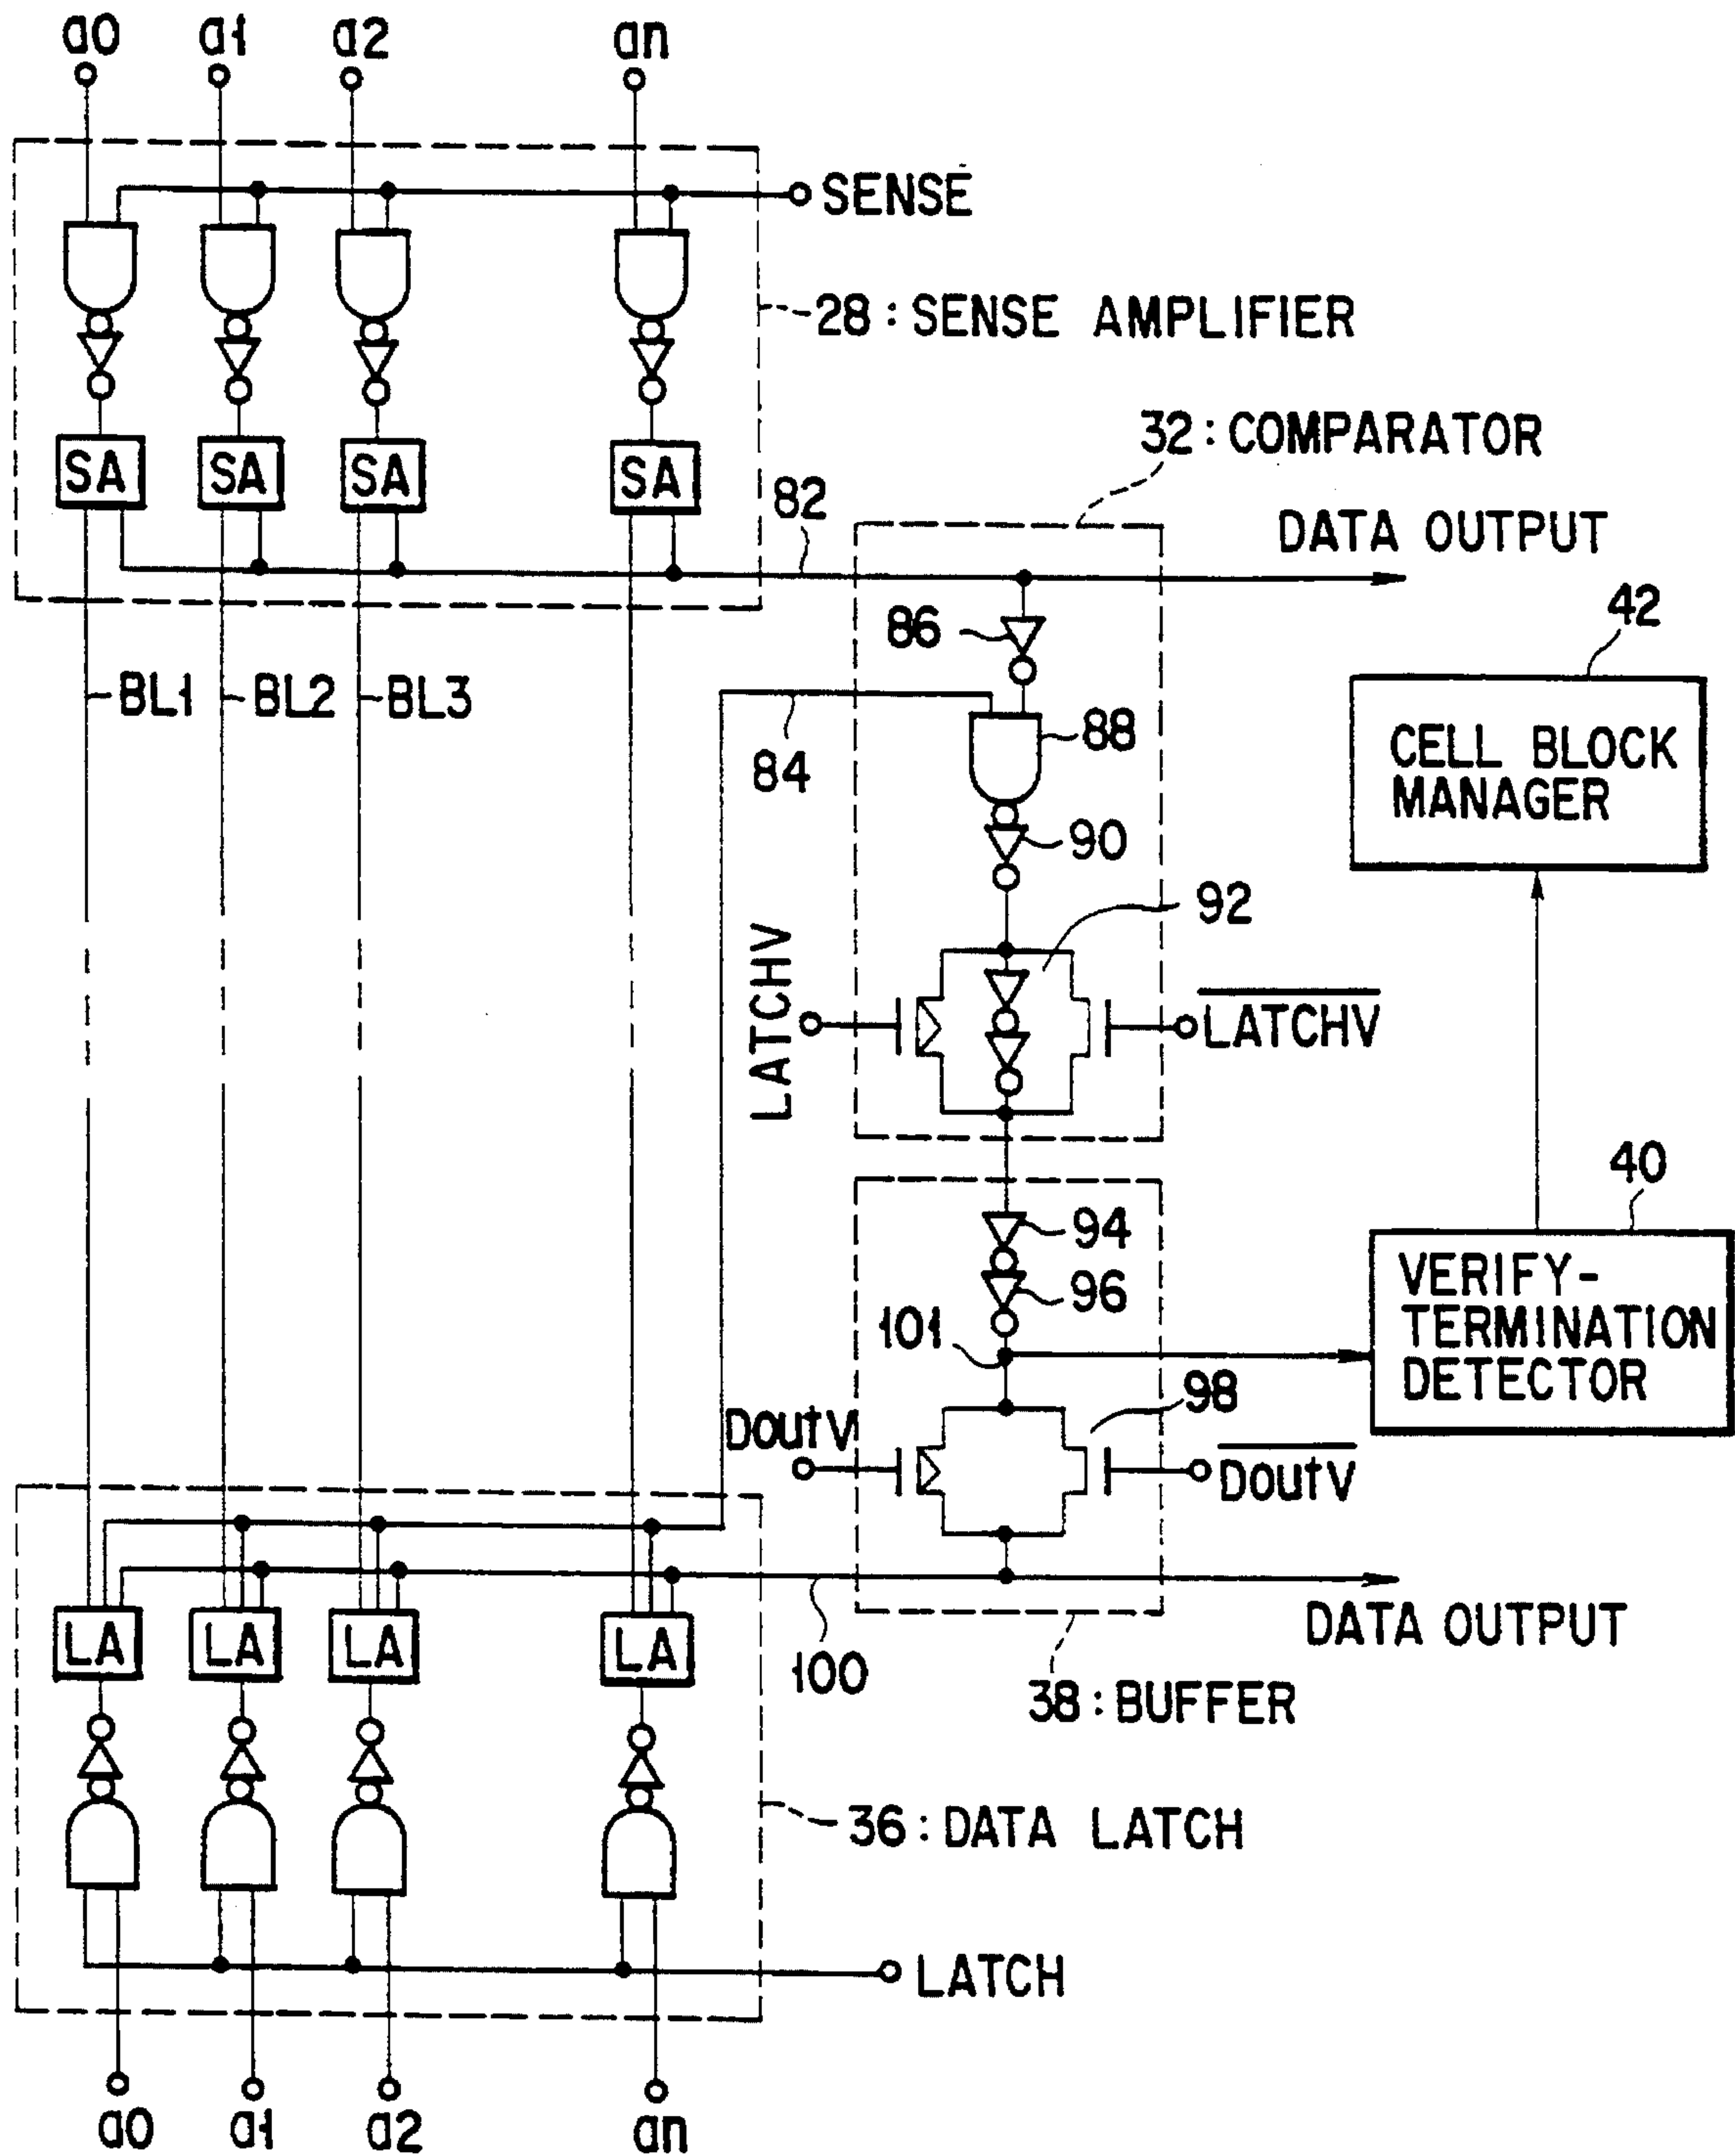 a0 a1 a2 an
SENSE
28 : SENSE AMPLIFIER
SA SA SA SA
32 : COMPARATOR
82
DATA OUTPUT
86
42
BL1 BL2 BL3
84
88
CELL BLOCK
MANAGER
90
92
LATCHV
LATCHV
40
94
96
101
VERIFY-
TERMINATION
DETECTOR
98
DoutV
DoutV
LA LA LA LA
100
DATA OUTPUT
38 : BUFFER
36 : DATA LATCH
LATCH
a0 a1 a2 an